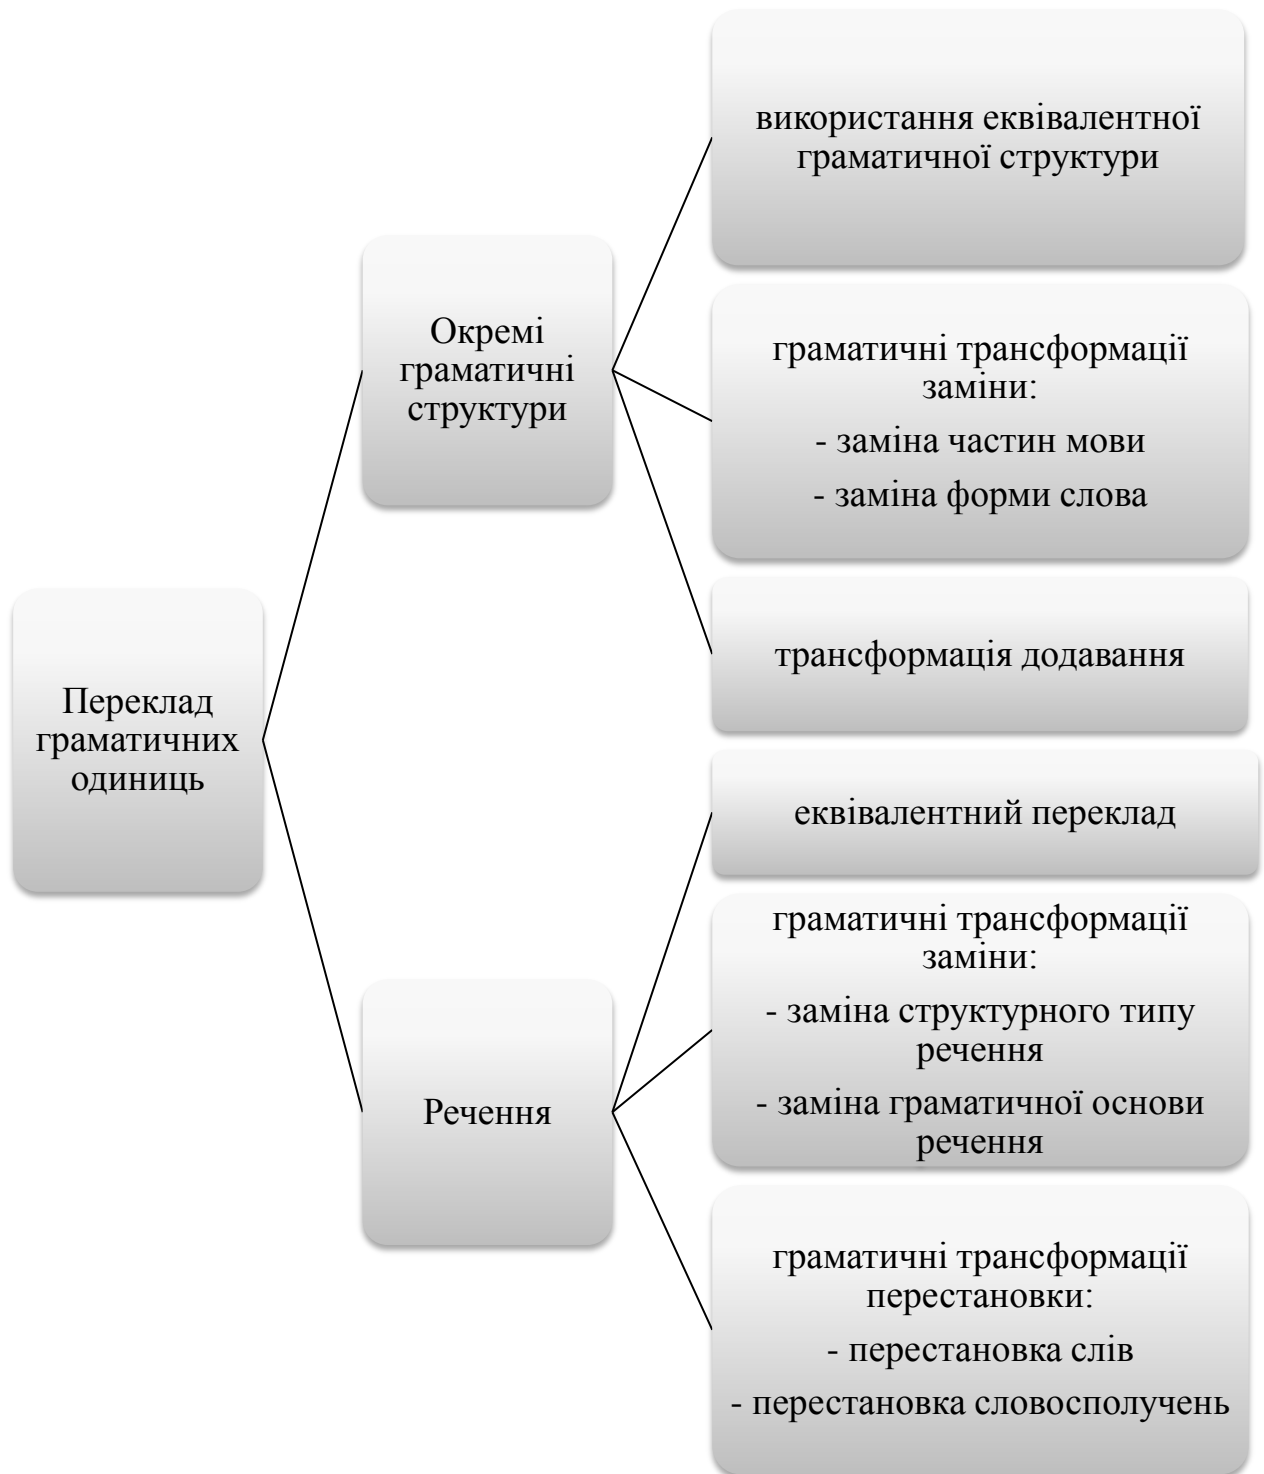 Переклад
граматичних
одиниць
Окремі
граматичні
структури
використання еквівалентної
граматичної структури
граматичні трансформації
заміни:
- заміна частин мови
- заміна форми слова
трансформація додавання
Речення
еквівалентний переклад
граматичні трансформації
заміни:
- заміна структурного типу
речення
- заміна граматичної основи
речення
граматичні трансформації
перестановки:
- перестановка слів
- перестановка словосполучень